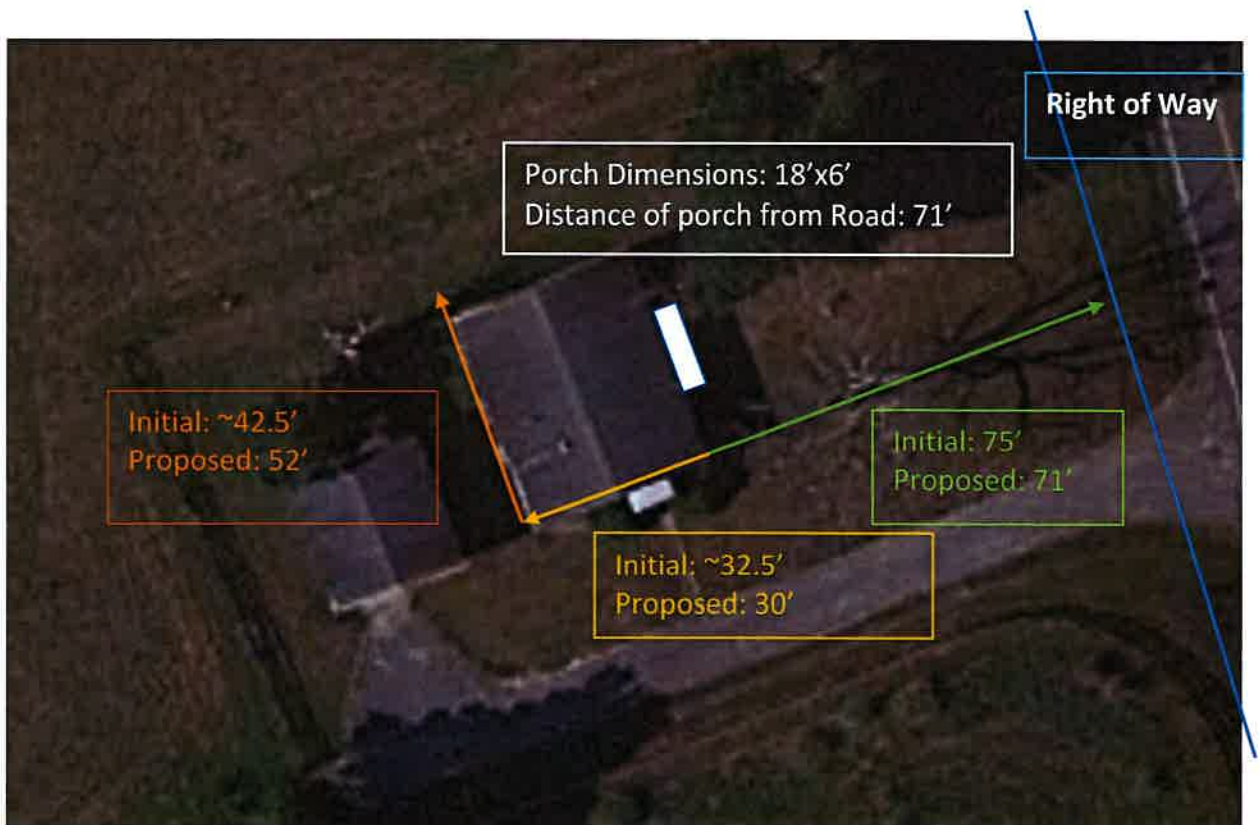 Right of Way
Porch Dimensions: 18’x6’
Distance of porch from Road: 71’
Initial: ~42.5’
Proposed: 52’
Initial: 75’
Proposed: 71’
Initial: ~32.5’
Proposed: 30’